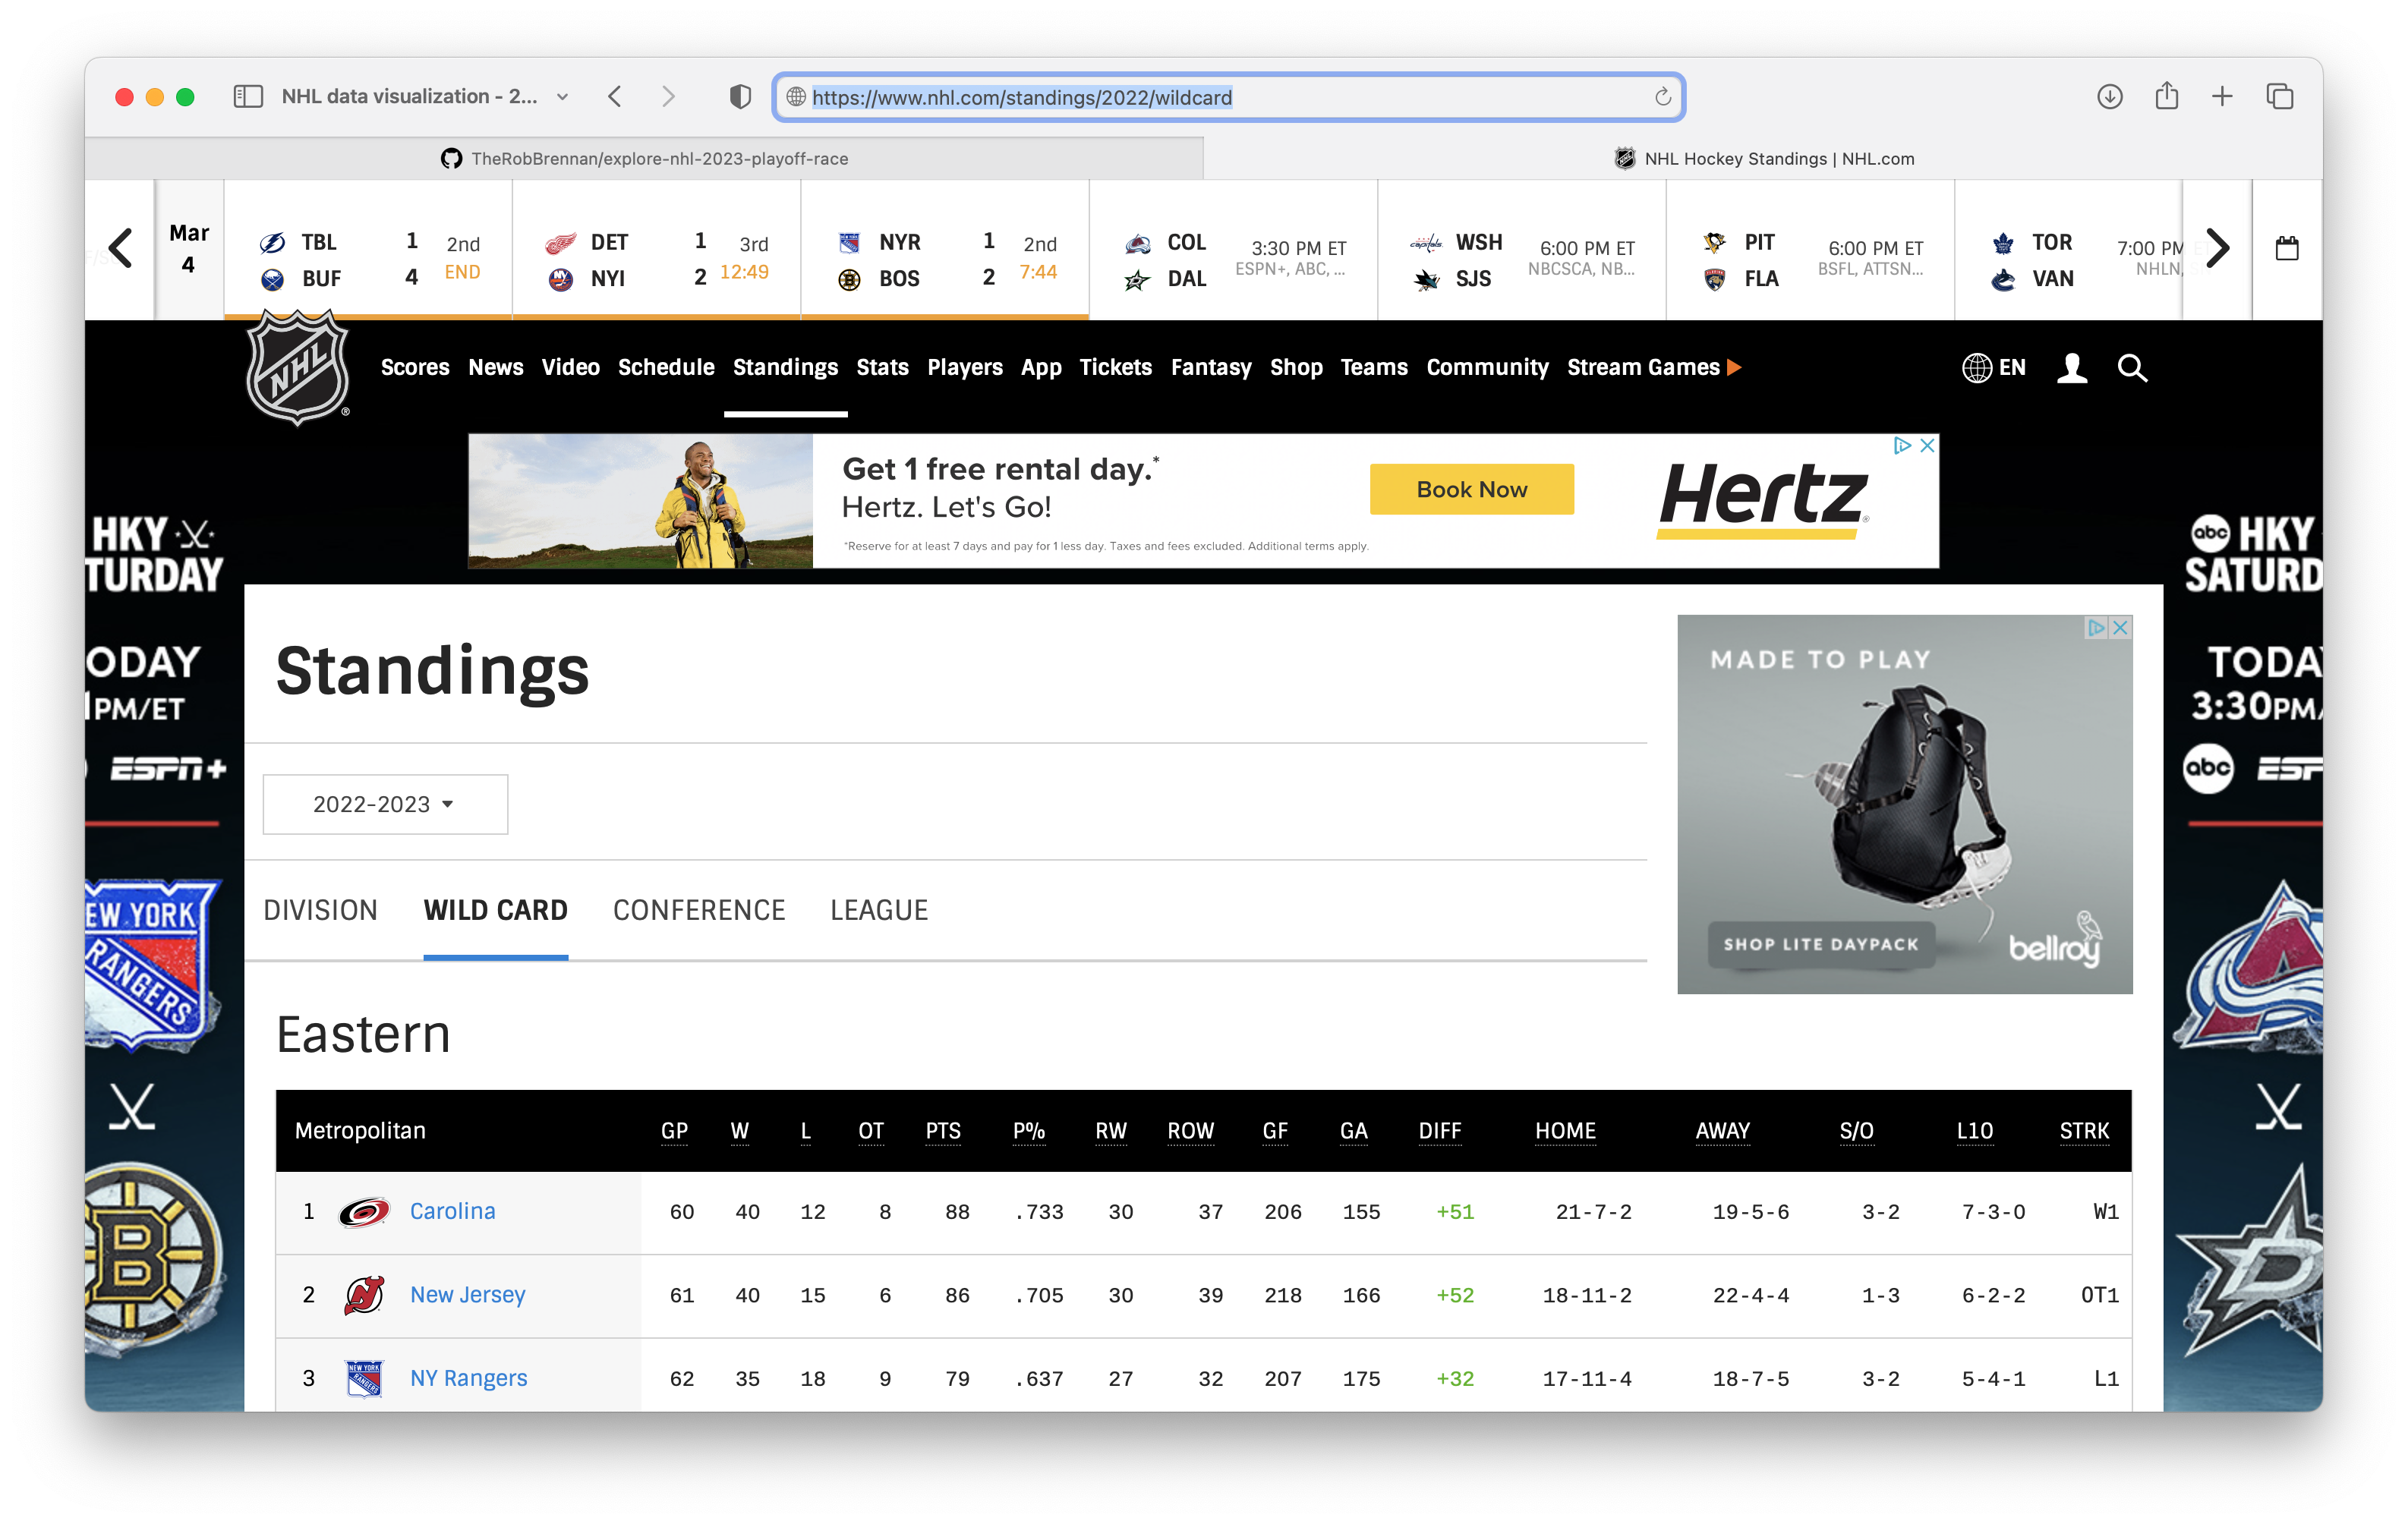 NHL data visualization - 2...
https://www.nhl.com/standings/2022/wildcard
TheRobBrennan/explore-nhl-2023-playoff-race
NHL Hockey Standings | NHL.com
Mar
4
TBL 1 2nd
BUF 4 END
DET 1 3rd
NYI 2 12:49
NYR 1 2nd
BOS 2 7:44
COL 3:30 PM ET
DAL ESPN+, ABC, ...
WSH 6:00 PM ET
SJS NBCSCA, NB...
PIT 6:00 PM ET
FLA BSFL, ATTSN...
TOR 7:00 PM
VAN NHLN,
NHL
Scores News Video Schedule Standings Stats Players App Tickets Fantasy Shop Teams Community Stream Games
EN
Get 1 free rental day.*
Hertz. Let's Go!
*Reserve for at least 7 days and pay for 1 less day. Taxes and fees excluded. Additional terms apply.
Book Now
Hertz
HKY
TURDAY
ODAY
1PM/ET
ESPN+
EW YORK
RANGERS
B
abc HKY
SATURD
TODA
3:30PM/
abc ESP
A
D
Standings
2022-2023
DIVISION WILD CARD CONFERENCE LEAGUE
MADE TO PLAY
SHOP LITE DAYPACK
bellroy
Eastern
Metropolitan GP W L OT PTS P% RW ROW GF GA DIFF HOME AWAY S/O L10 STRK
1 Carolina 60 40 12 8 88 .733 30 37 206 155 +51 21-7-2 19-5-6 3-2 7-3-0 W1
2 New Jersey 61 40 15 6 86 .705 30 39 218 166 +52 18-11-2 22-4-4 1-3 6-2-2 OT1
3 NY Rangers 62 35 18 9 79 .637 27 32 207 175 +32 17-11-4 18-7-5 3-2 5-4-1 L1